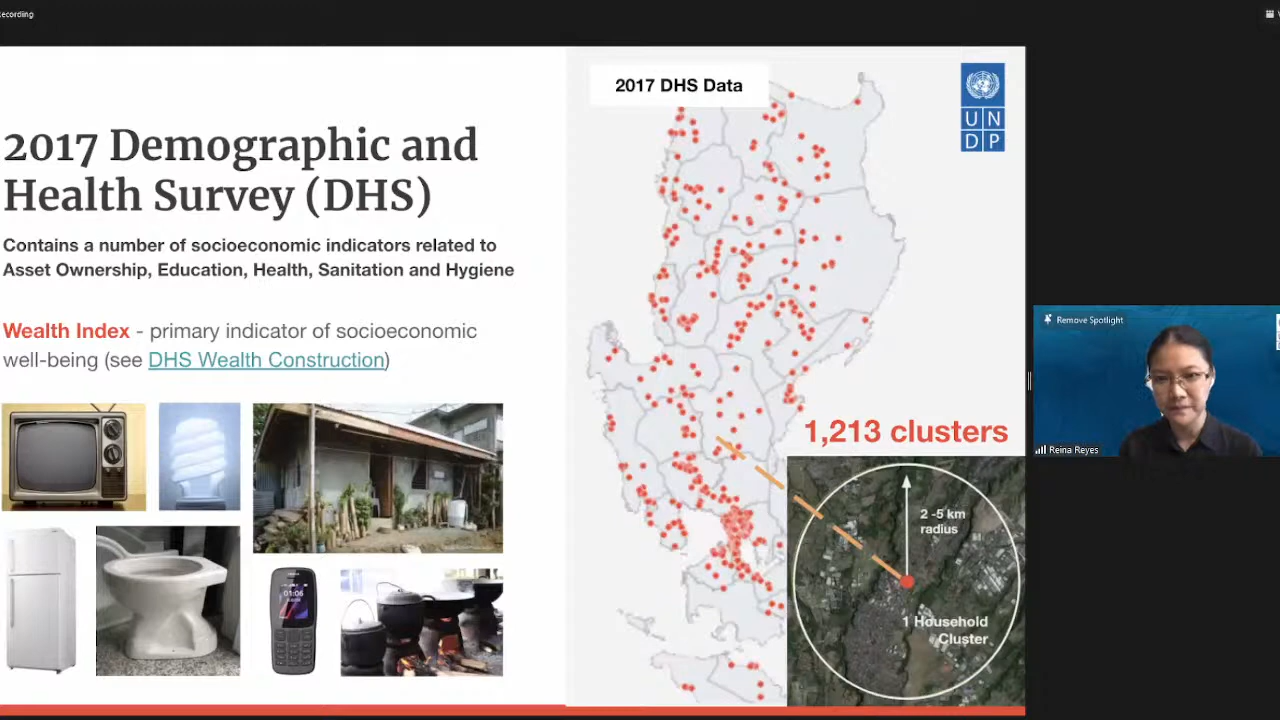 2017 Demographic and
Health Survey (DHS)
Contains a number of socioeconomic indicators related to
Asset Ownership, Education, Health, Sanitation and Hygiene
Wealth Index - primary indicator of socioeconomic
well-being (see DHS Wealth Construction)
01:06
2017 DHS Data
U N
D P
1,213 clusters
2 -5 km
radius
1 Household
Cluster
Remove Spotlight
Reina Reyes